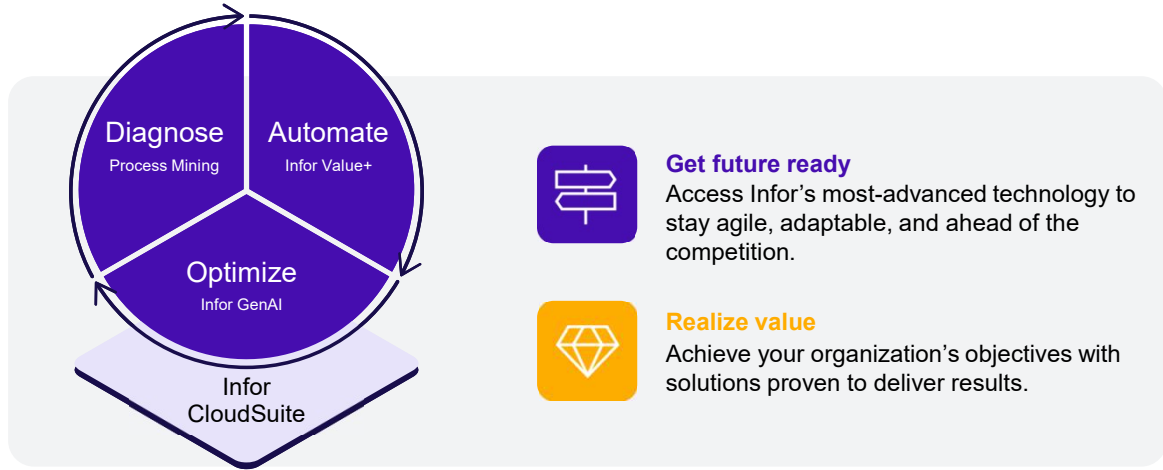 Diagnose
Process Mining
Automate
Infor Value+
Optimize
Infor GenAI
Infor
CloudSuite
Get future ready
Access Infor’s most-advanced technology to
stay agile, adaptable, and ahead of the
competition.
Realize value
Achieve your organization’s objectives with
solutions proven to deliver results.